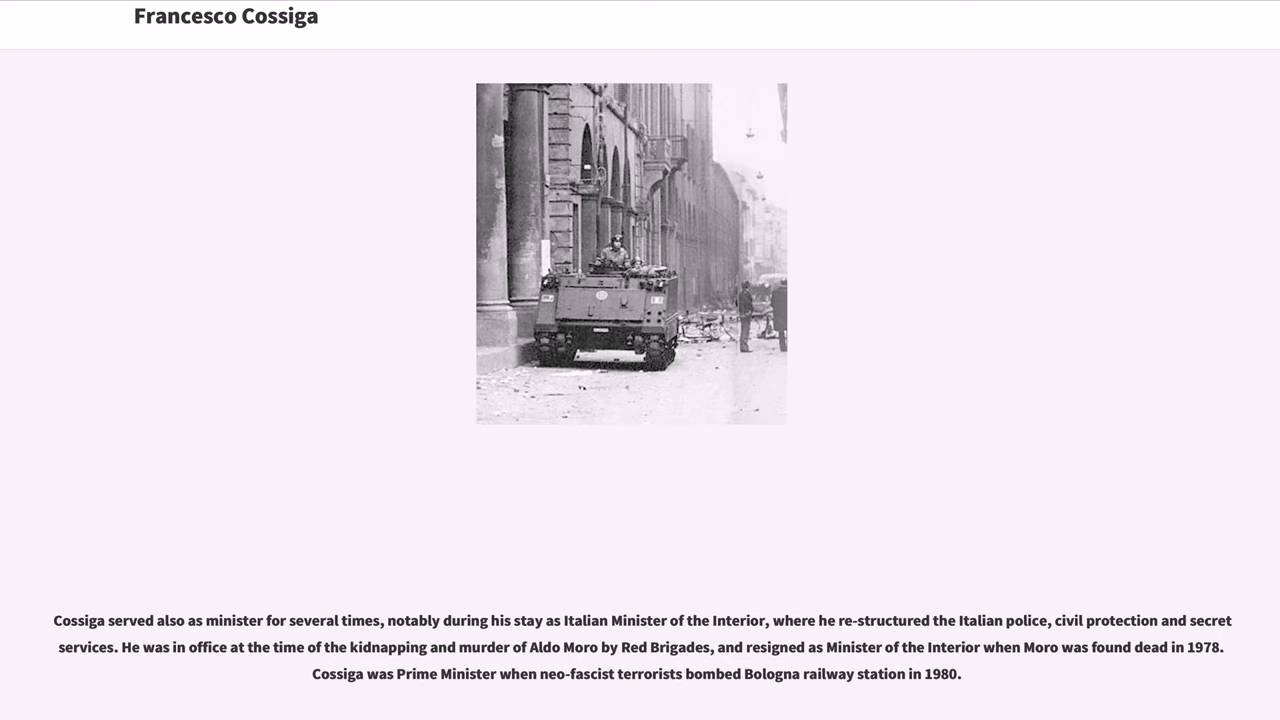 Francesco Cossiga
Cossiga served also as minister for several times, notably during his stay as Italian Minister of the Interior, where he re-structured the Italian police, civil protection and secret
services. He was in office at the time of the kidnapping and murder of Aldo Moro by Red Brigades, and resigned as Minister of the Interior when Moro was found dead in 1978.
Cossiga was Prime Minister when neo-fascist terrorists bombed Bologna railway station in 1980.